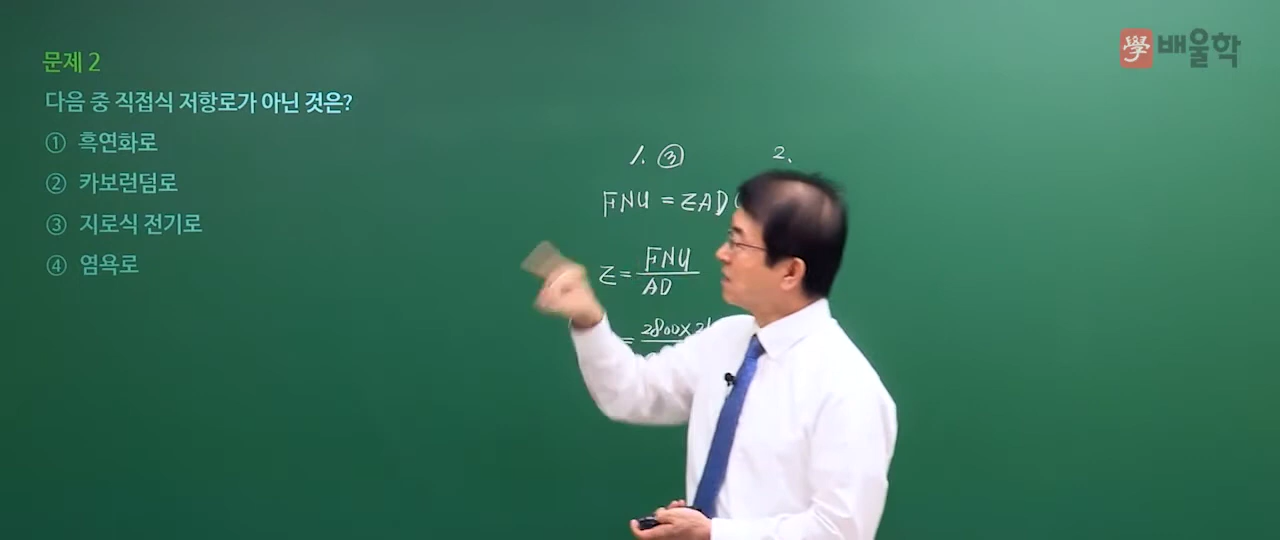 學 배울학
문제 2
다음 중 직접식 저항로가 아닌 것은?
① 흑연화로
② 카보런덤로
③ 지로식 전기로
④ 염욕로
1. ③
2.
FNU = EAD
E = FNU / AD
= 2800×